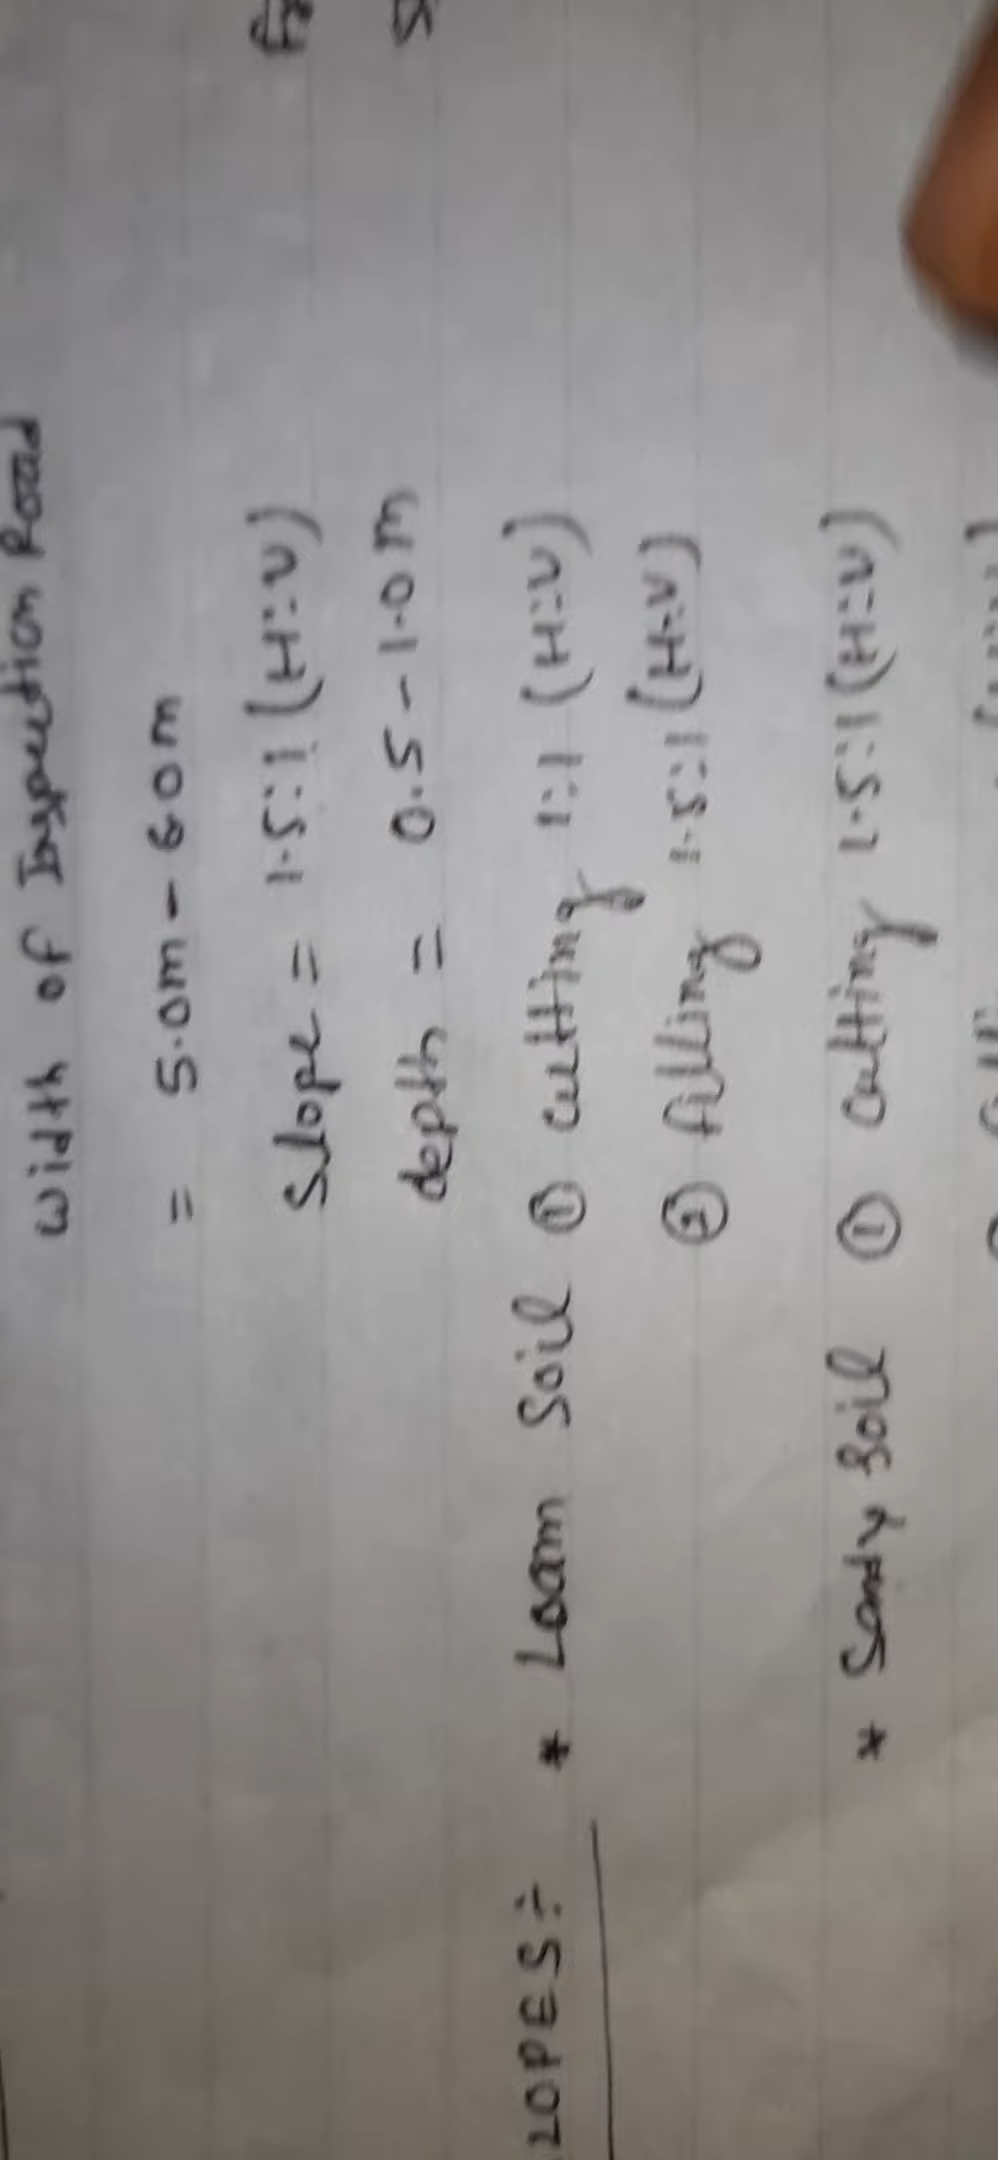 Width of Inspection Road
= 5.0m - 6.0m
Slope = 1.5:1 (H:V)
depth = 0.5 - 1.0m
LOPES:- * Loam Soil ① cutting 1:1 (H:V)
② filling 1.5:1 (H:V)
* Sandy Soil ① cutting 1.5:1 (H:V)